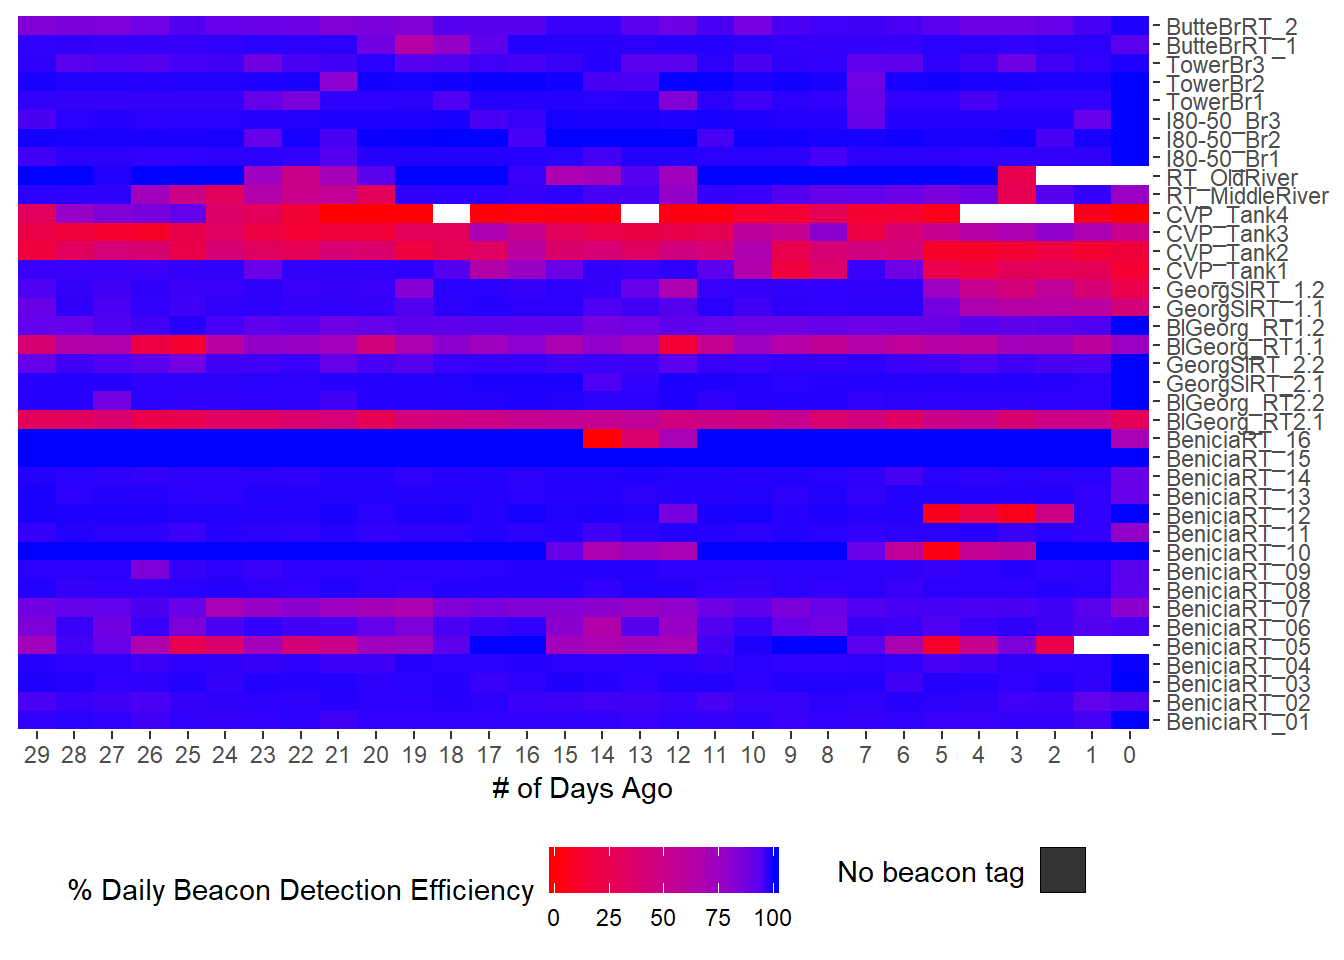 ButteBrRT_2
ButteBrRT_1
TowerBr3
TowerBr2
TowerBr1
I80-50_Br3
I80-50_Br2
I80-50_Br1
RT_OldRiver
RT_MiddleRiver
CVP_Tank4
CVP_Tank3
CVP_Tank2
CVP_Tank1
GeorgSlRT_1.2
GeorgSlRT_1.1
BlGeorg_RT1.2
BlGeorg_RT1.1
GeorgSlRT_2.2
GeorgSlRT_2.1
BlGeorg_RT2.2
BlGeorg_RT2.1
BeniciaRT_16
BeniciaRT_15
BeniciaRT_14
BeniciaRT_13
BeniciaRT_12
BeniciaRT_11
BeniciaRT_10
BeniciaRT_09
BeniciaRT_08
BeniciaRT_07
BeniciaRT_06
BeniciaRT_05
BeniciaRT_04
BeniciaRT_03
BeniciaRT_02
BeniciaRT_01
29 28 27 26 25 24 23 22 21 20 19 18 17 16 15 14 13 12 11 10 9 8 7 6 5 4 3 2 1 0
# of Days Ago
% Daily Beacon Detection Efficiency
0 25 50 75 100
No beacon tag